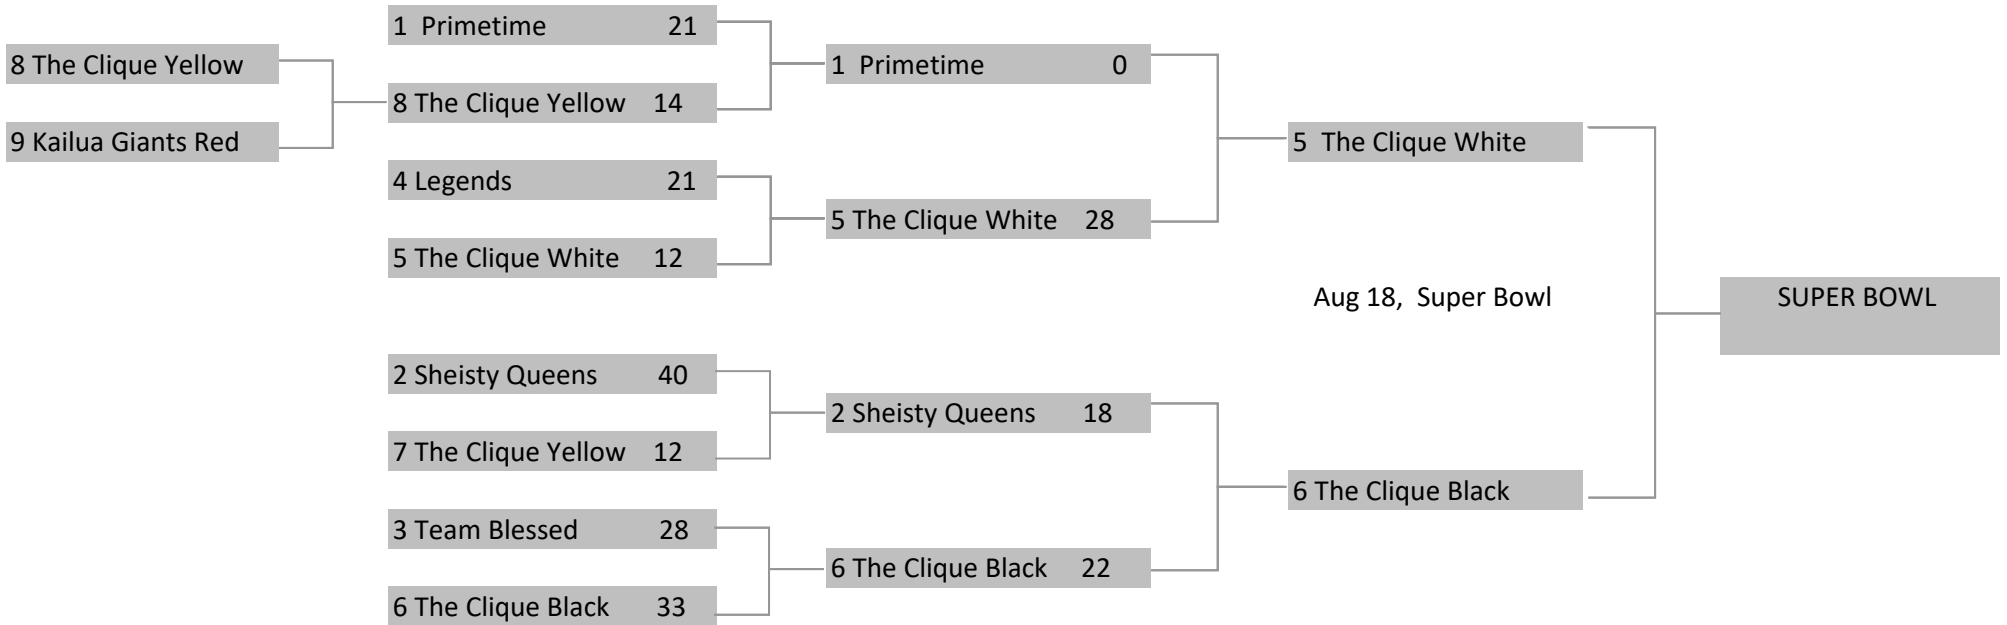 8 The Clique Yellow
9 Kailua Giants Red
1 Primetime 21
8 The Clique Yellow 14
4 Legends 21
5 The Clique White 12
2 Sheisty Queens 40
7 The Clique Yellow 12
3 Team Blessed 28
6 The Clique Black 33
1 Primetime 0
5 The Clique White 28
2 Sheisty Queens 18
6 The Clique Black 22
5 The Clique White
Aug 18, Super Bowl
6 The Clique Black
SUPER BOWL